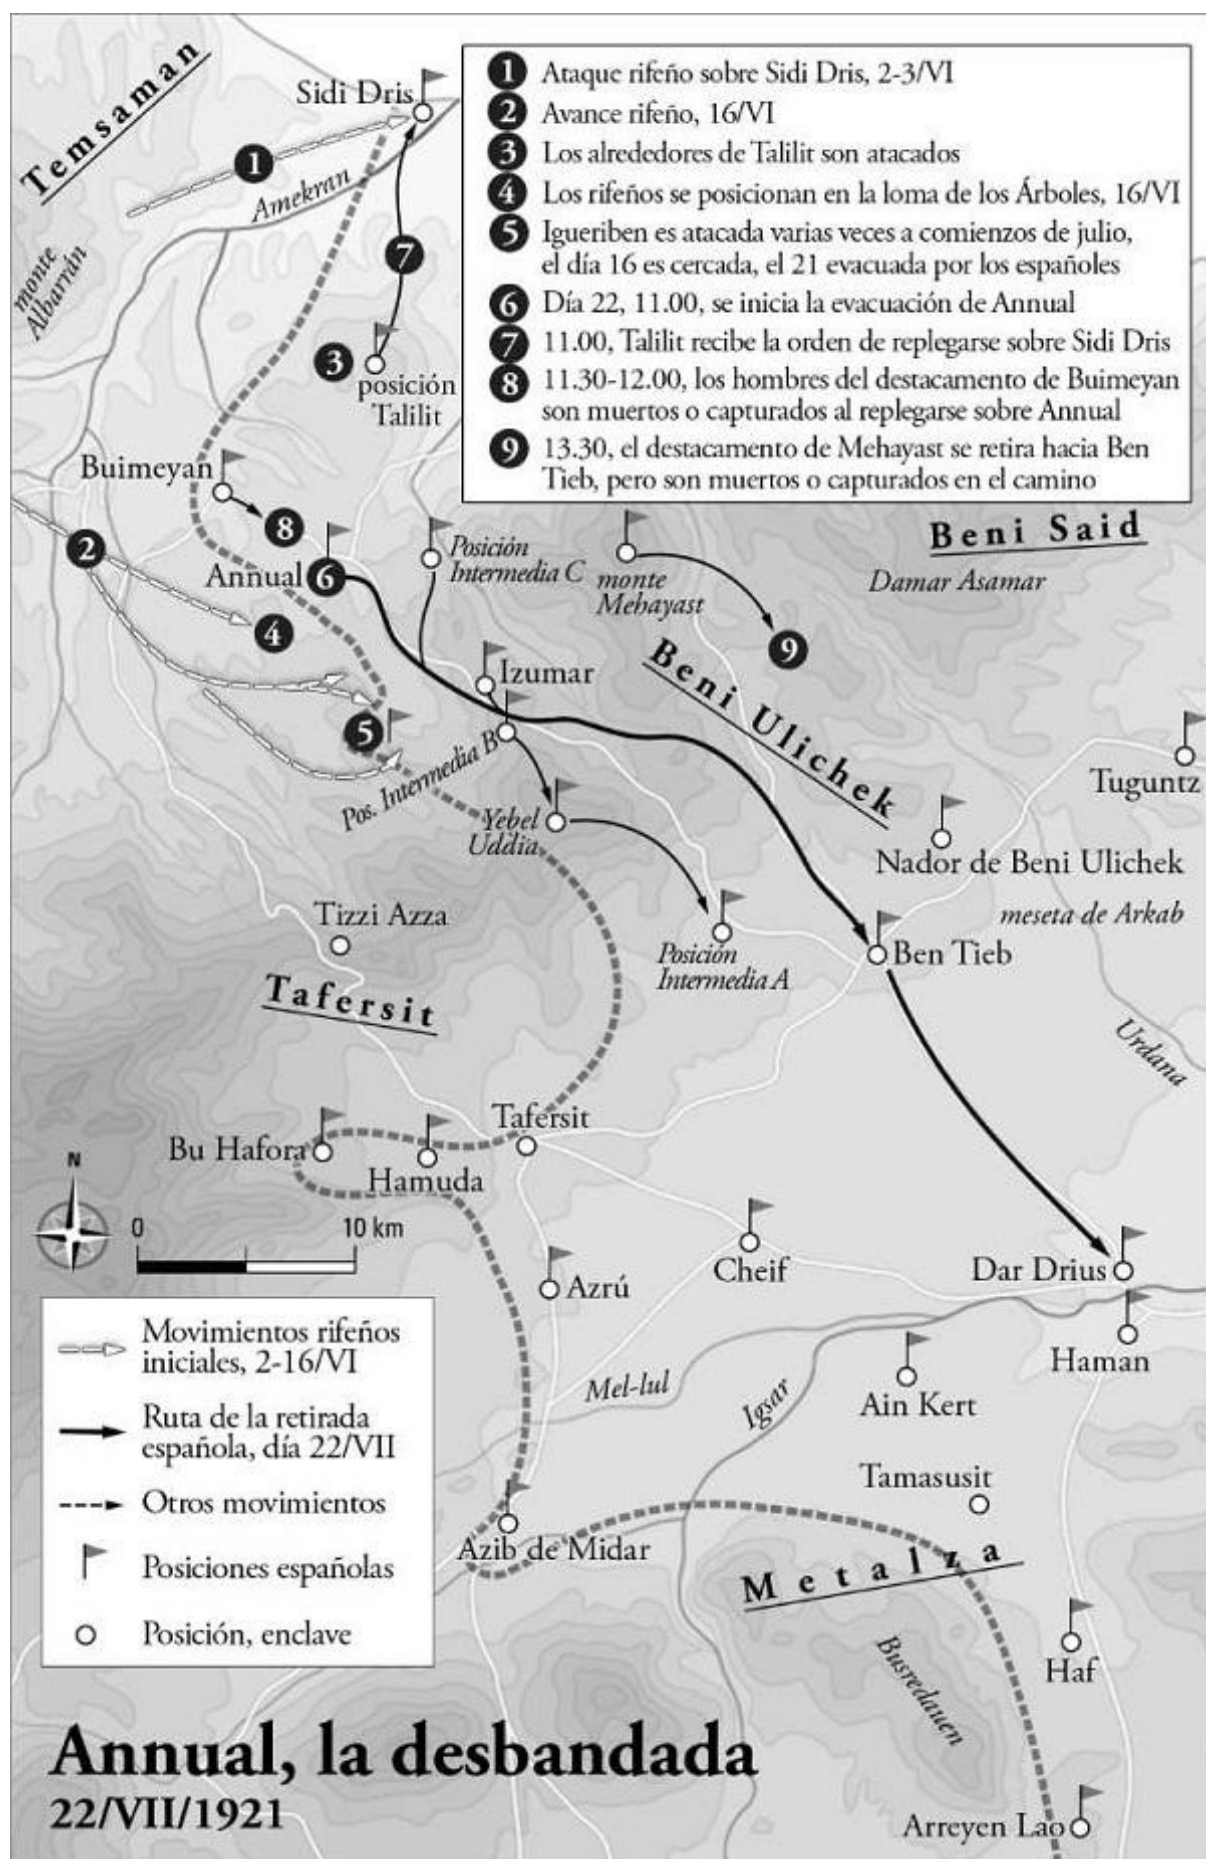 Temsaman
Sidi Dris
1 Ataque rifeño sobre Sidi Dris, 2-3/VI
2 Avance rifeño, 16/VI
3 Los alrededores de Talilit son atacados
4 Los rifeños se posicionan en la loma de los Árboles, 16/VI
5 Igueriben es atacada varias veces a comienzos de julio,
el día 16 es cercada, el 21 evacuada por los españoles
6 Día 22, 11.00, se inicia la evacuación de Annual
7 11.00, Talilit recibe la orden de replegarse sobre Sidi Dris
8 11.30-12.00, los hombres del destacamento de Buimeyan
son muertos o capturados al replegarse sobre Annual
9 13.30, el destacamento de Mehayast se retira hacia Ben
Tieb, pero son muertos o capturados en el camino
1
Amekran
monte
Albarrán
7
3
posición
Talilit
Buimeyan
8
2
Annual 6
Posición
Intermedia C
monte
Mehayast
Beni Said
Damar Asamar
4
9
Izumar
Beni Ulichek
5
Pos. Intermedia B
Tuguntz
Yebel
Uddia
Nador de Beni Ulichek
meseta de Arkab
Tizzi Azza
Posición
Intermedia A
Ben Tieb
Tafersit
Urdana
Tafersit
Bu Hafora
Hamuda
N
0 10 km
Azrú
Cheif
Dar Drius
Haman
Mel-lul
Igsar
Ain Kert
Movimientos rifeños
iniciales, 2-16/VI
Ruta de la retirada
española, día 22/VII
Otros movimientos
Posiciones españolas
Posición, enclave
Tamasusit
Azib de Midar
Metalza
Busredauen
Haf
Annual, la desbandada
22/VII/1921
Arreyen Lao